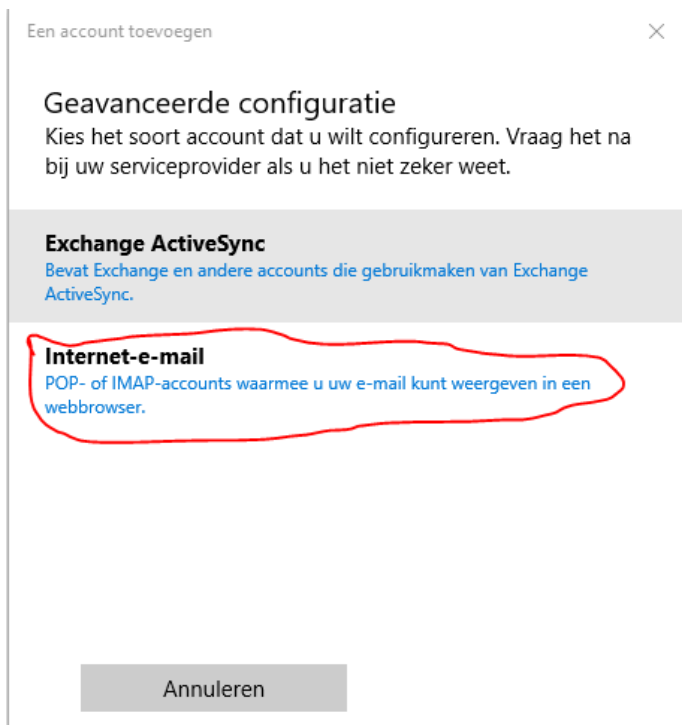 Een account toevoegen
Geavanceerde configuratie
Kies het soort account dat u wilt configureren. Vraag het na
bij uw serviceprovider als u het niet zeker weet.
Exchange ActiveSync
Bevat Exchange en andere accounts die gebruikmaken van Exchange
ActiveSync.
Internet-e-mail
POP- of IMAP-accounts waarmee u uw e-mail kunt weergeven in een
webbrowser.
Annuleren